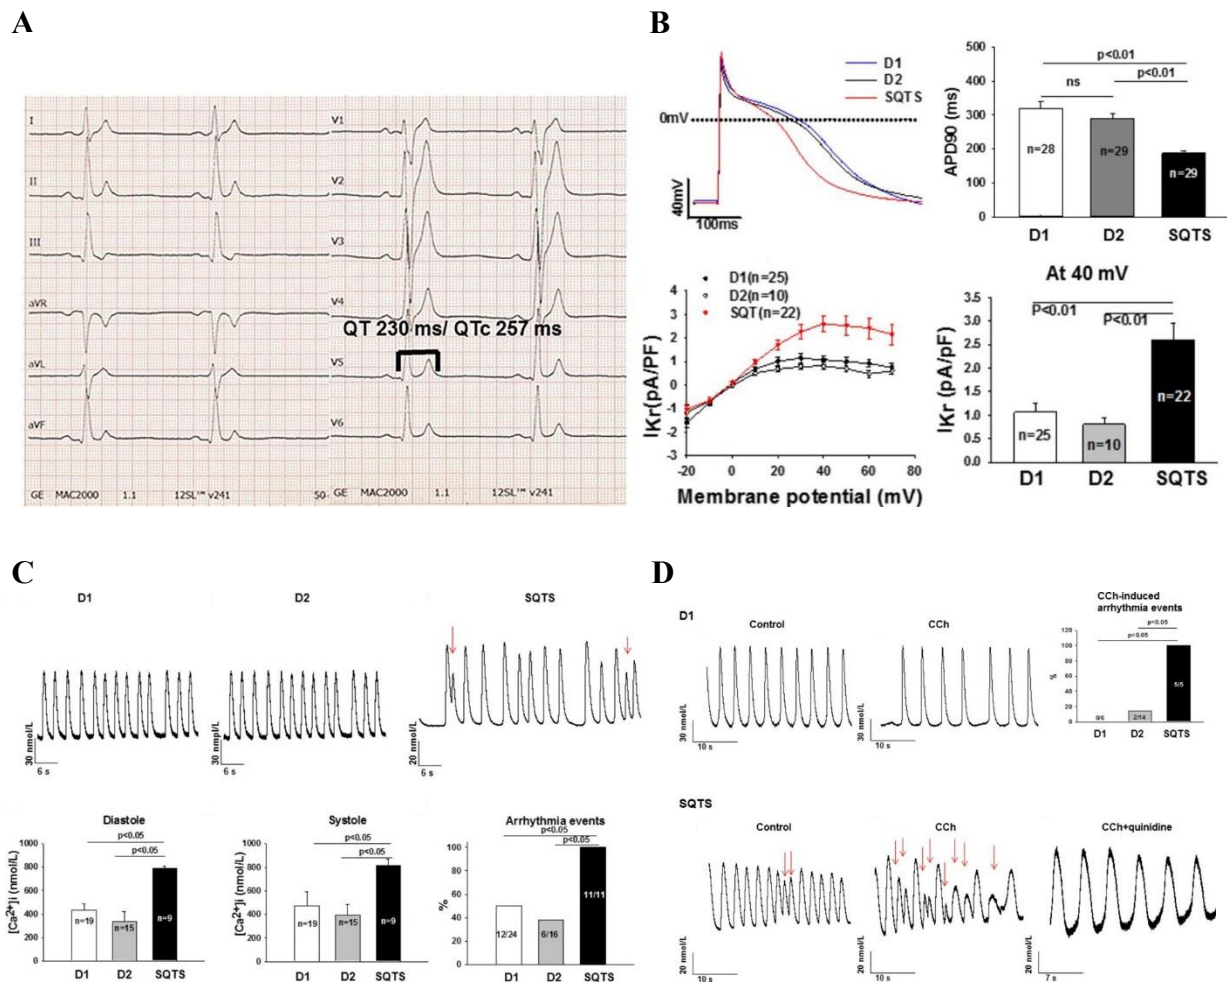 A
I
II
III
aVR
aVL
aVF
V1
V2
V3
V4
V5
V6
QT 230 ms/ QTc 257 ms
GE MAC2000 1.1 12SL™ v241
50
GE MAC2000 1.1 12SL™ v241
B
D1
D2
SQTS
0mV
40mV
100ms
500
400
300
200
100
0
APD90 (ms)
p<0.01
ns
p<0.01
n=28
n=29
n=29
D1 D2 SQTS
D1(n=25)
D2(n=10)
SQT(n=22)
4
3
2
1
0
-1
-2
-3
IKr(pA/PF)
-20 0 20 40 60 80
Membrane potential (mV)
At 40 mV
3.5
3.0
2.5
2.0
1.5
1.0
0.5
0.0
IKr (pA/pF)
P<0.01
P<0.01
n=25
n=10
n=22
D1 D2 SQTS
C
D1 D2 SQTS
30 nmol/L
6 s
30 nmol/L
6 s
20 nmol/L
6 s
Diastole
p<0.05
p<0.05
1000
800
600
400
200
0
[Ca2+]i (nmol/L)
n=19
n=15
n=9
D1 D2 SQTS
Systole
p<0.05
p<0.05
1000
800
600
400
200
0
[Ca2+]i (nmol/L)
n=19
n=15
n=9
D1 D2 SQTS
Arrhythmia events
p<0.05
p<0.05
100
80
60
40
20
0
%
12/24
6/16
11/11
D1 D2 SQTS
D
D1
Control
30 nmol/L
10 s
CCh
30 nmol/L
10 s
CCh-induced
arrhythmia events
p<0.05
p<0.05
120
100
80
60
40
20
0
%
0/6
2/14
5/5
D1 D2 SQTS
SQTS
Control
20 nmol/L
10 s
CCh
20 nmol/L
10 s
CCh+quinidine
20 nmol/L
7 s